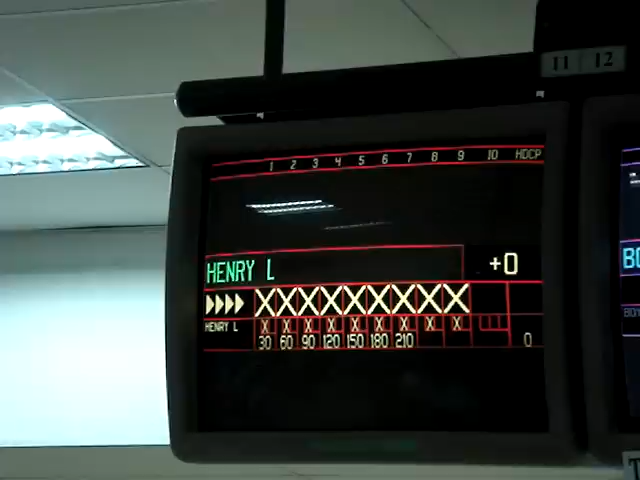 11 12
1 2 3 4 5 6 7 8 9 10 HDCP
HENRY L +0
X X X X X X X X X
HENRY L X X X X X X X X X
30 60 90 120 150 180 210 0